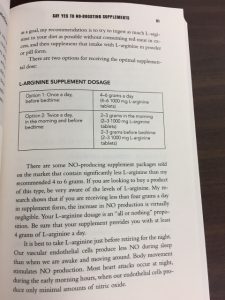 SAY YES TO NO-BOOSTING SUPPLEMENTS
91
as a goal, my recommendation is to try to ingest as much L-argi-
nine in your diet as possible without consuming red meat in ex-
cess, and then supplement that intake with L-arginine in powder
or pill form.
There are two options for receiving the optimal supplemen-
tal dose:
L-ARGININE SUPPLEMENT DOSAGE
Option 1: Once a day,
before bedtime:
4–6 grams a day
(6–6 1000 mg L-arginine
tablets)
Option 2: Twice a day,
in the morning and before
bedtime:
2–3 grams in the morning
(2–3 1000 mg L-arginine
tablets)
2–3 grams before bedtime
(2–3 1000 mg L-arginine
tablets)
There are some NO-producing supplement packages sold
on the market that contain significantly less L-arginine than my
recommended 4 to 6 grams. If you are looking to buy a product
of this type, be very aware of the levels of L-arginine. My re-
search shows that if you are receiving less than four grams a day
in supplement form, the increase in NO production is virtually
negligible. Your L-arginine dosage is an "all or nothing" propo-
sition. Be sure that your supplement provides you with at least
4 grams of L-arginine a day.
It is best to take L-arginine just before retiring for the night.
Our vascular endothelial cells produce less NO during sleep
than when we are awake and moving around. Body movement
stimulates NO production. Most heart attacks occur at night,
during the early morning hours, when our endothelial cells pro-
duce only minimal amounts of nitric oxide.